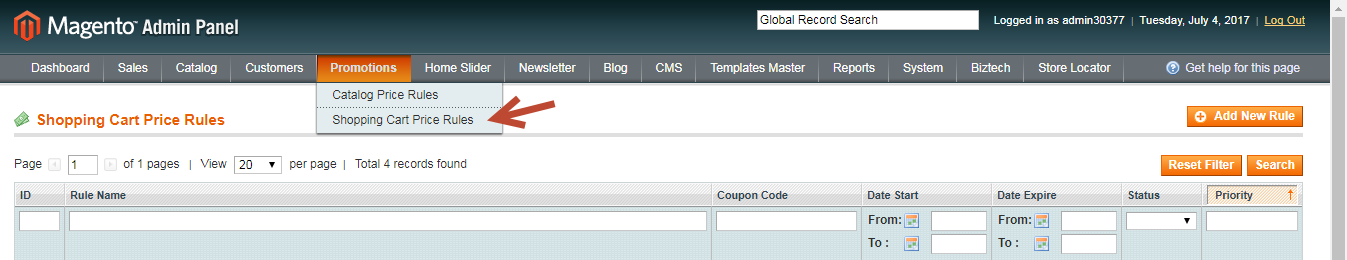 Magento™ Admin Panel
Global Record Search
Logged in as admin30377 | Tuesday, July 4, 2017 | Log Out
Dashboard Sales Catalog Customers Promotions Home Slider Newsletter Blog CMS Templates Master Reports System Biztech Store Locator ? Get help for this page
Catalog Price Rules
Shopping Cart Price Rules
Shopping Cart Price Rules
Add New Rule
Page 1 of 1 pages | View 20 per page | Total 4 records found
Reset Filter Search
ID Rule Name Coupon Code Date Start Date Expire Status Priority
From: From:
To : To :